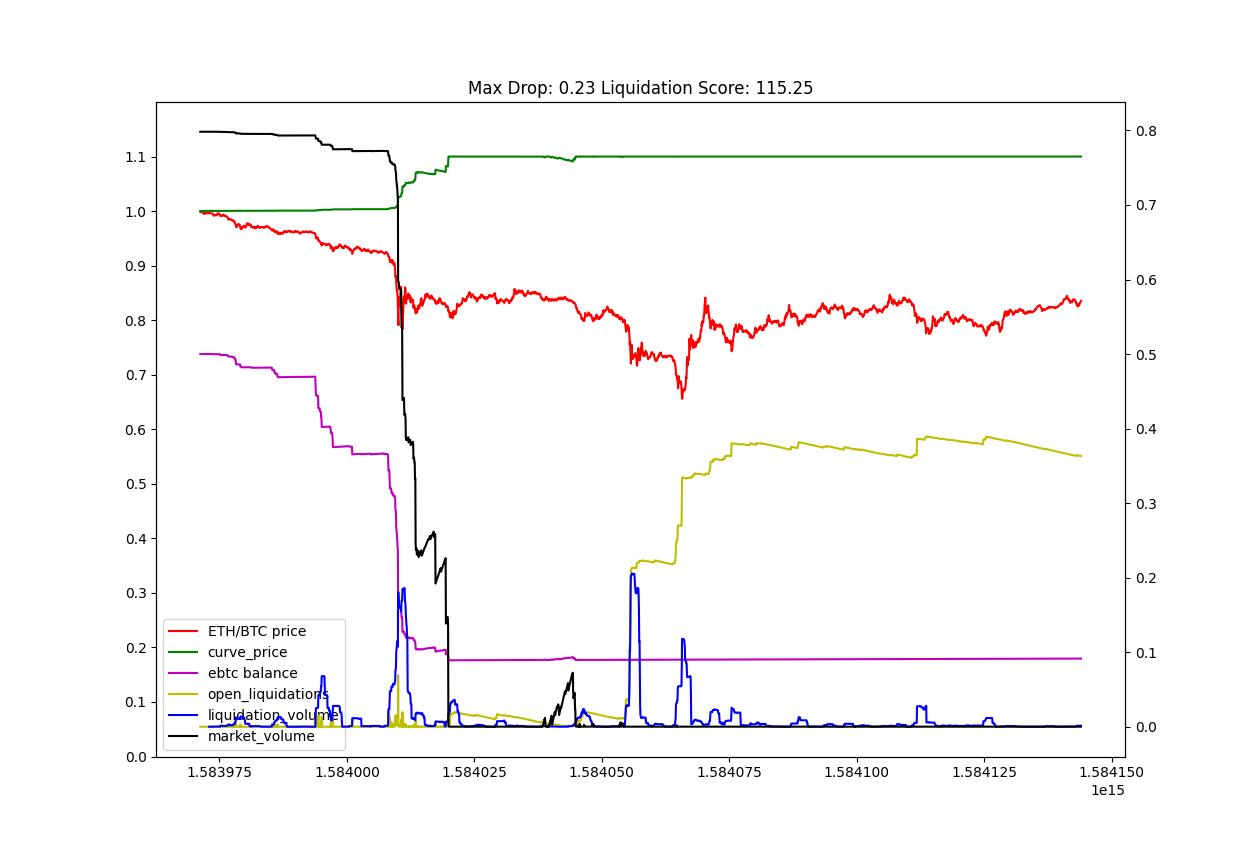 Max Drop: 0.23 Liquidation Score: 115.25
1.1
1.0
0.9
0.8
0.7
0.6
0.5
0.4
0.3
0.2
0.1
0.0
0.8
0.7
0.6
0.5
0.4
0.3
0.2
0.1
0.0
ETH/BTC price
curve_price
ebtc balance
open_liquidations
liquidation_volume
market_volume
1.583975 1.584000 1.584025 1.584050 1.584075 1.584100 1.584125 1.584150
1e15